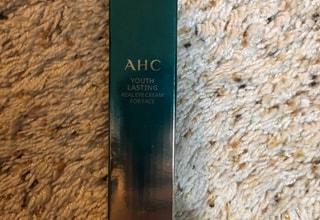 AHC
YOUTH
LASTING
REAL EYE CREAM
FOR FACE